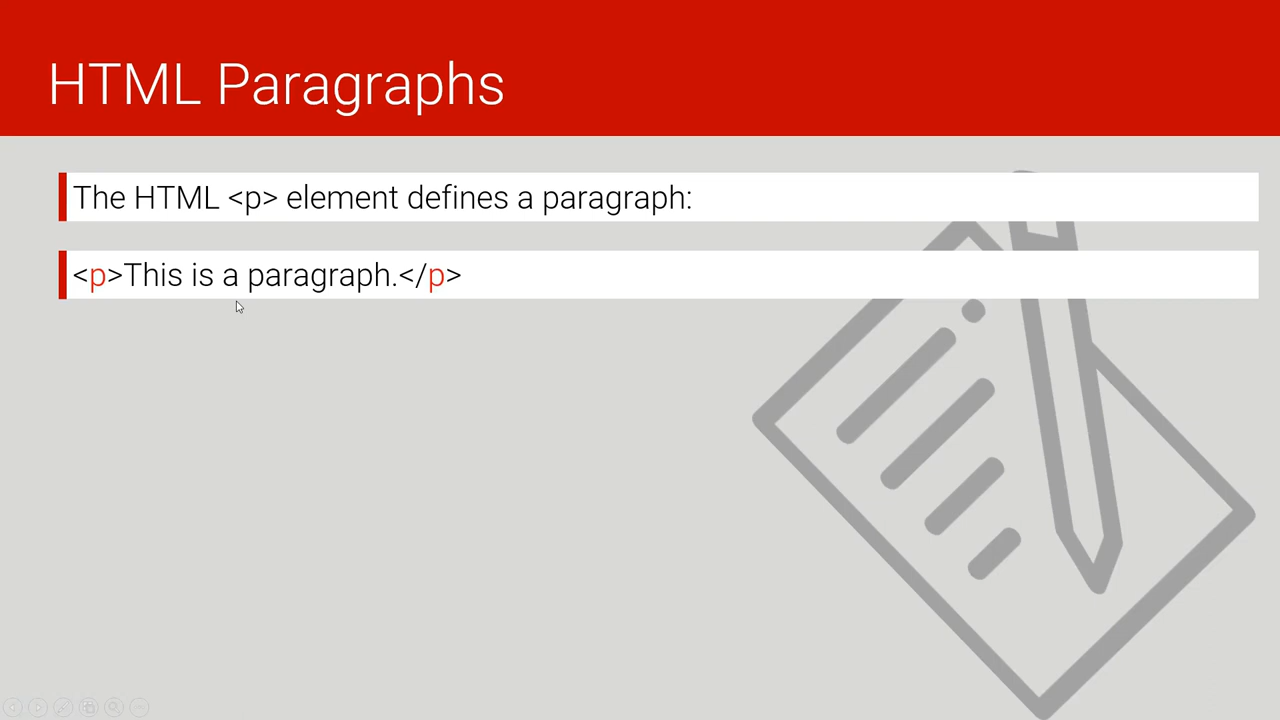 HTML Paragraphs
The HTML <p> element defines a paragraph:
<p>This is a paragraph.</p>